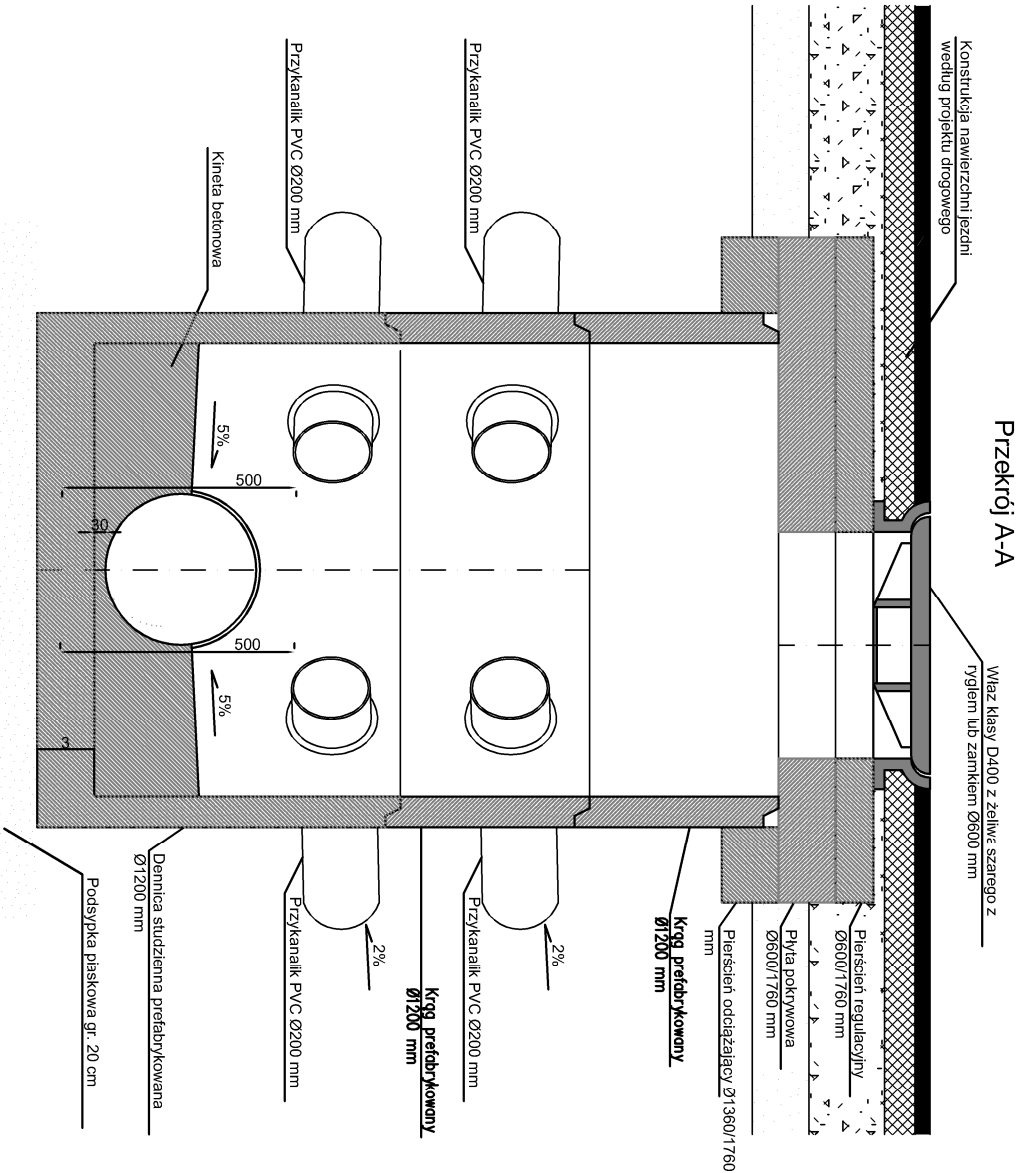 Przekrój A-A
Konstrukcja nawierzchni jezdni
według projektu drogowego
Właz klasy D400 z żeliwa szarego z
ryglem lub zamkiem Ø600 mm
Pierścień regulacyjny
Ø600/1760 mm
Płyta pokrywowa
Ø600/1760 mm
Pierścień odciążający Ø1360/1760
mm
Krąg prefabrykowany
Ø1200 mm
Przykanalik PVC Ø200 mm
2%
Przykanalik PVC Ø200 mm
Krąg prefabrykowany
Ø1200 mm
Przykanalik PVC Ø200 mm
2%
Przykanalik PVC Ø200 mm
Kineta betonowa
5%
5%
500
500
30
3
Dennica studzienna prefabrykowana
Ø1200 mm
Podsypka piaskowa gr. 20 cm